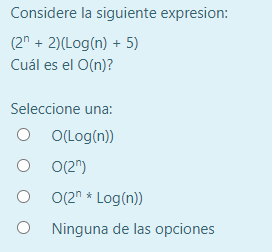 Considere la siguiente expresion:
(2ⁿ + 2)(Log(n) + 5)
Cuál es el O(n)?
Seleccione una:
O(Log(n))
O(2ⁿ)
O(2ⁿ * Log(n))
Ninguna de las opciones